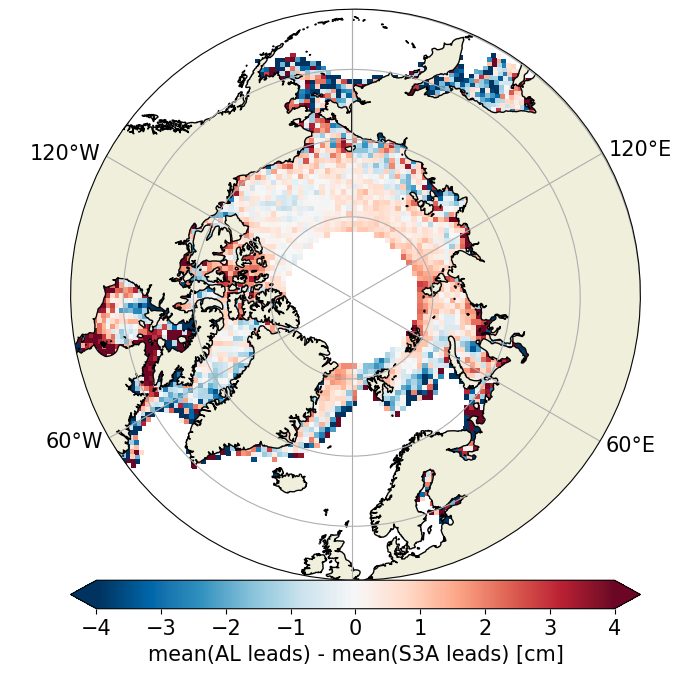 120°W
120°E
60°W
60°E
−4 −3 −2 −1 0 1 2 3 4
mean(AL leads) - mean(S3A leads) [cm]